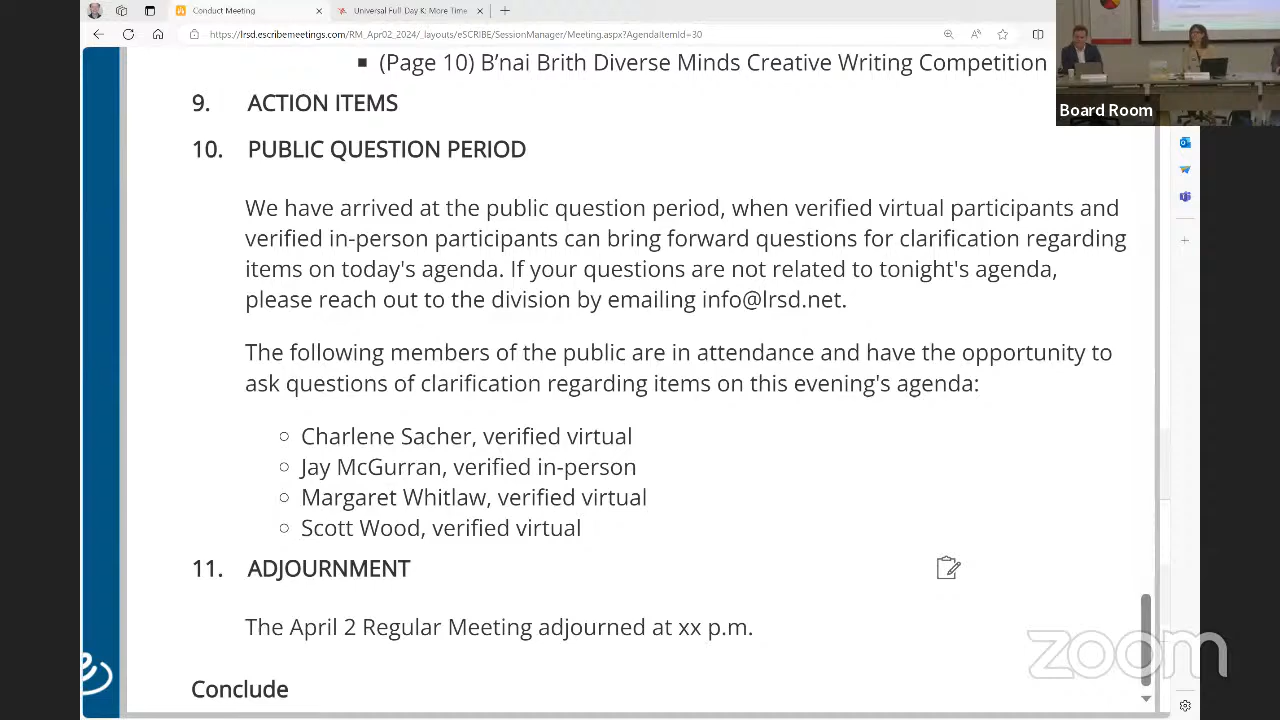 Conduct Meeting
Universal Full Day K: More Time
https://lrsd.escribemeetings.com/RM_Apr02_2024/_layouts/eSCRIBE/SessionManager/Meeting.aspx?AgendaItemId=30
Board Room
▪ (Page 10) B'nai Brith Diverse Minds Creative Writing Competition
9. ACTION ITEMS
10. PUBLIC QUESTION PERIOD
We have arrived at the public question period, when verified virtual participants and
verified in-person participants can bring forward questions for clarification regarding
items on today's agenda. If your questions are not related to tonight's agenda,
please reach out to the division by emailing info@lrsd.net.
The following members of the public are in attendance and have the opportunity to
ask questions of clarification regarding items on this evening's agenda:
○ Charlene Sacher, verified virtual
○ Jay McGurran, verified in-person
○ Margaret Whitlaw, verified virtual
○ Scott Wood, verified virtual
11. ADJOURNMENT
The April 2 Regular Meeting adjourned at xx p.m.
zoom
Conclude